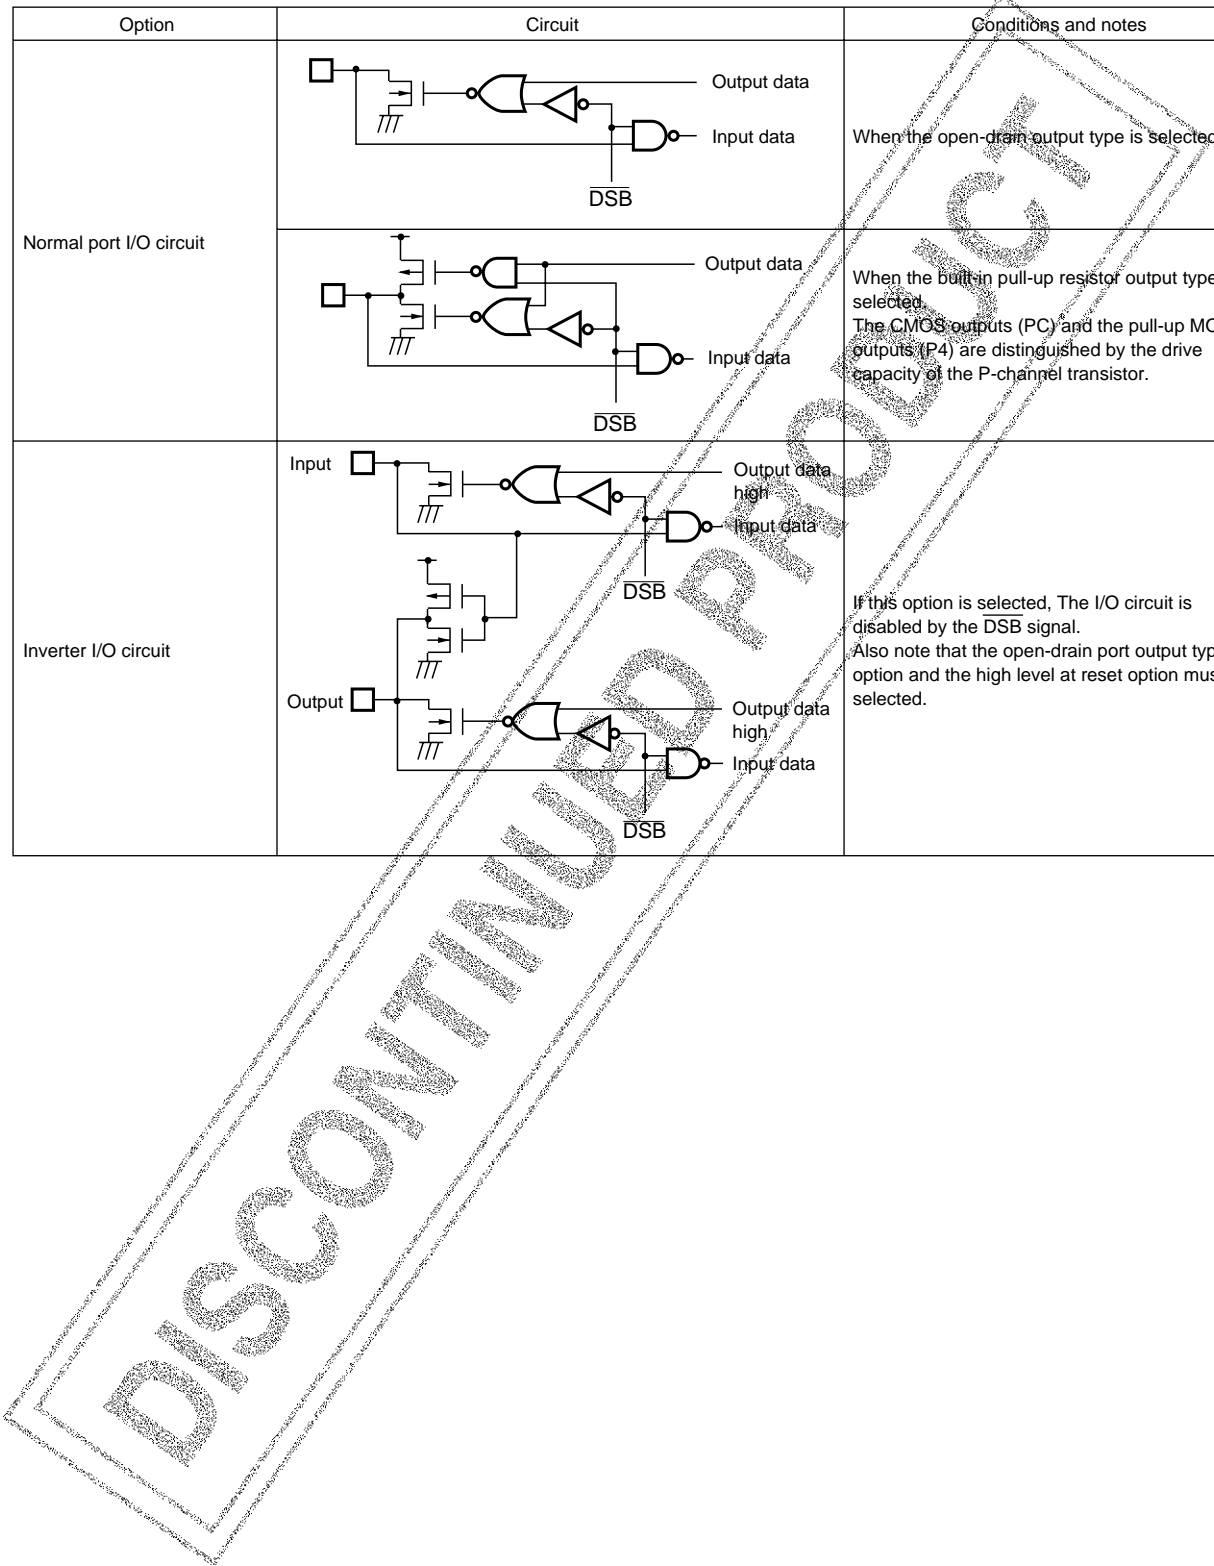 Option
Circuit
Conditions and notes
Normal port I/O circuit
Output data
Input data
DSB
When the open-drain output type is selected
Output data
Input data
DSB
When the built-in pull-up resistor output type
selected.
The CMOS outputs (PC) and the pull-up MO
outputs (P4) are distinguished by the drive
capacity of the P-channel transistor.
Inverter I/O circuit
Input
Output data
high
Input data
DSB
Output
Output data
high
Input data
DSB
If this option is selected, The I/O circuit is
disabled by the DSB signal.
Also note that the open-drain port output typ
option and the high level at reset option mus
selected.
DISCONTINUED PRODUCT